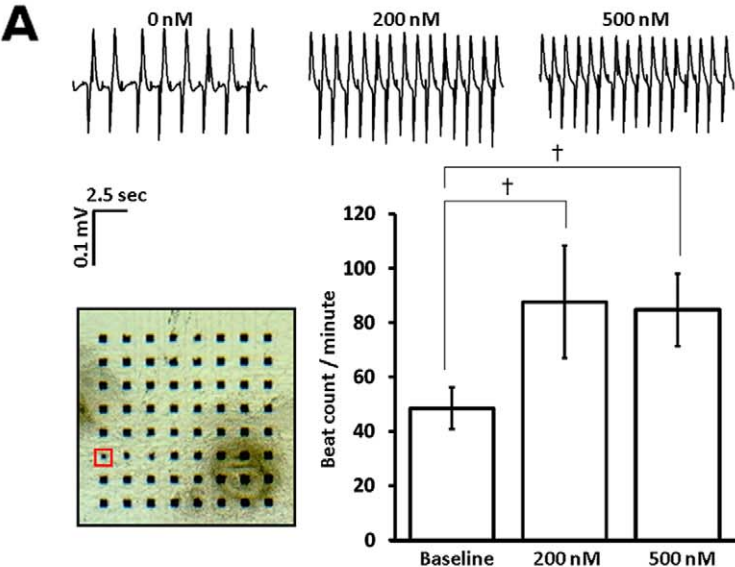 A
0 nM
200 nM
500 nM
2.5 sec
0.1 mV
†
†
Beat count / minute
120
100
80
60
40
20
0
Baseline
200 nM
500 nM